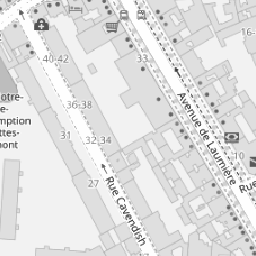 16-
40-42
33
otre-
e-
mption
ttes-
ont
36-38
31
32
34
27
Avenue de Laumière
Rue Cavendish
Rue